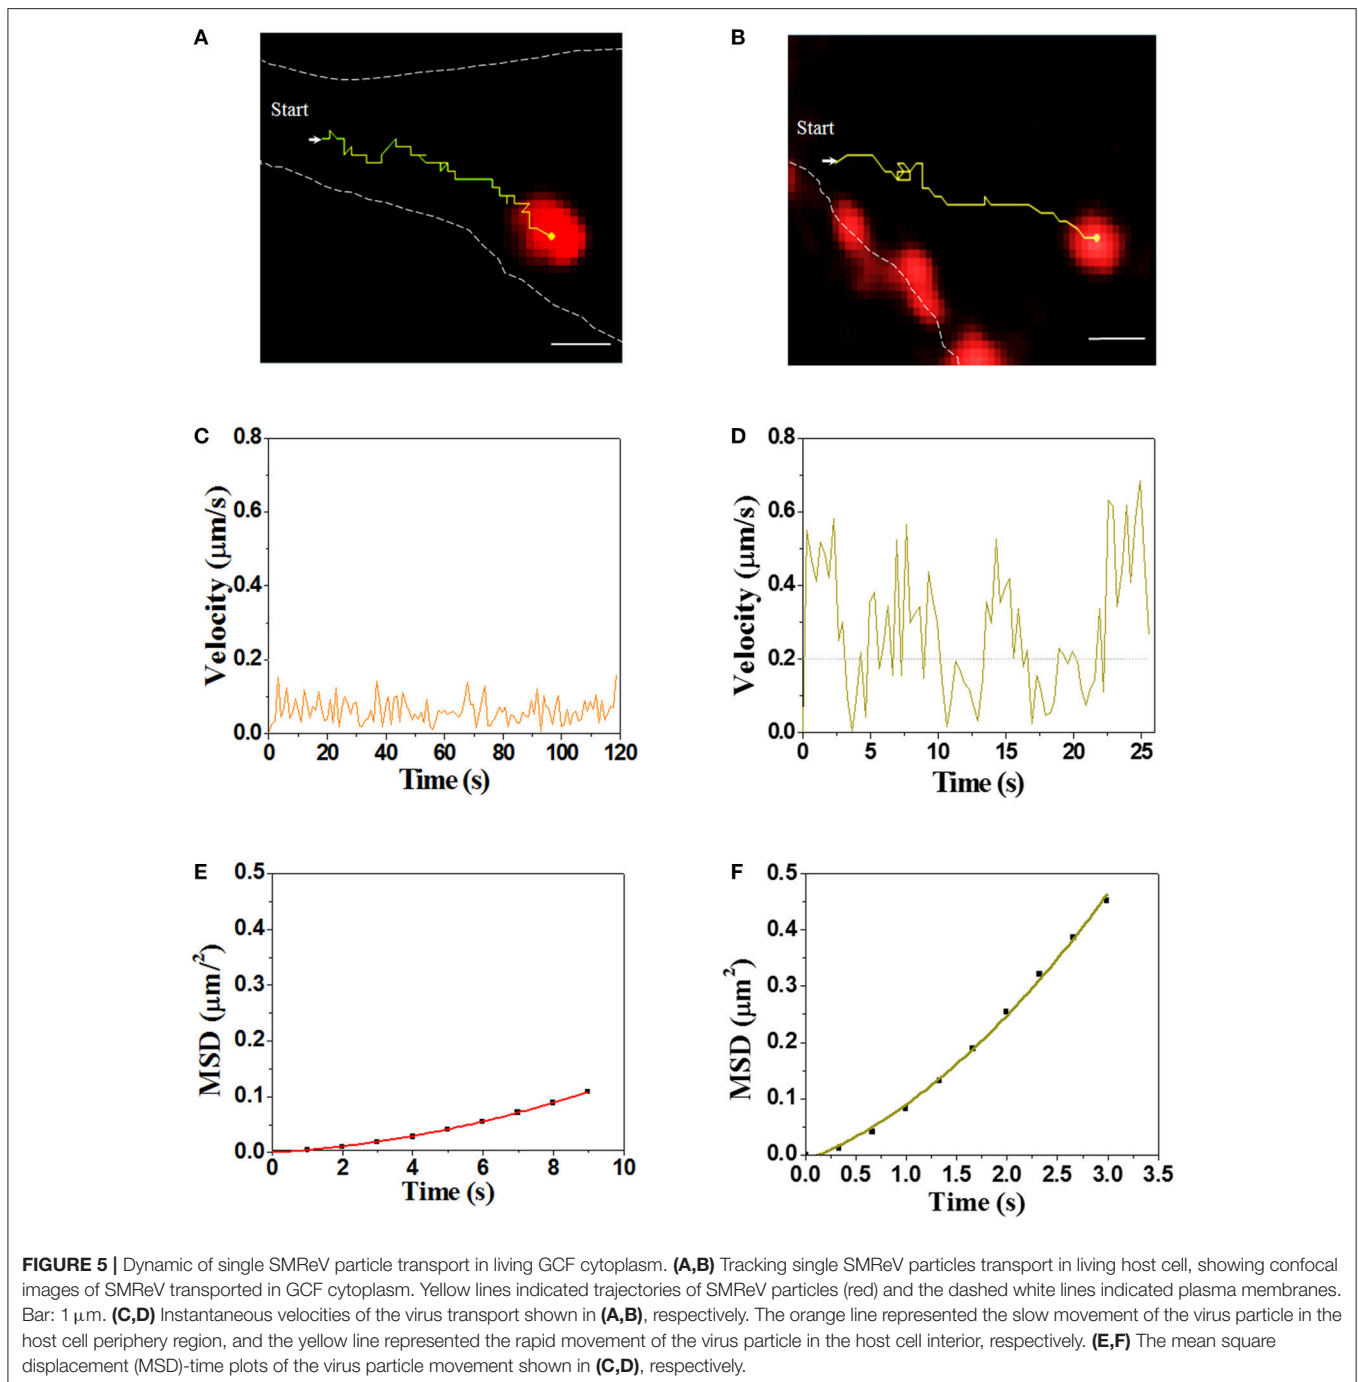 A
B
Start
Start
C
D
0.8
0.6
0.4
0.2
0.0
Velocity (μm/s)
0 20 40 60 80 100 120
Time (s)
0.8
0.6
0.4
0.2
0.0
Velocity (μm/s)
0 5 10 15 20 25
Time (s)
E
F
0.5
0.4
0.3
0.2
0.1
0.0
MSD (μm/²)
0 2 4 6 8 10
Time (s)
0.5
0.4
0.3
0.2
0.1
0.0
MSD (μm²)
0.0 0.5 1.0 1.5 2.0 2.5 3.0 3.5
Time (s)
FIGURE 5 | Dynamic of single SMReV particle transport in living GCF cytoplasm. (A,B) Tracking single SMReV particles transport in living host cell, showing confocal
images of SMReV transported in GCF cytoplasm. Yellow lines indicated trajectories of SMReV particles (red) and the dashed white lines indicated plasma membranes.
Bar: 1 μm. (C,D) Instantaneous velocities of the virus transport shown in (A,B), respectively. The orange line represented the slow movement of the virus particle in the
host cell periphery region, and the yellow line represented the rapid movement of the virus particle in the host cell interior, respectively. (E,F) The mean square
displacement (MSD)-time plots of the virus particle movement shown in (C,D), respectively.